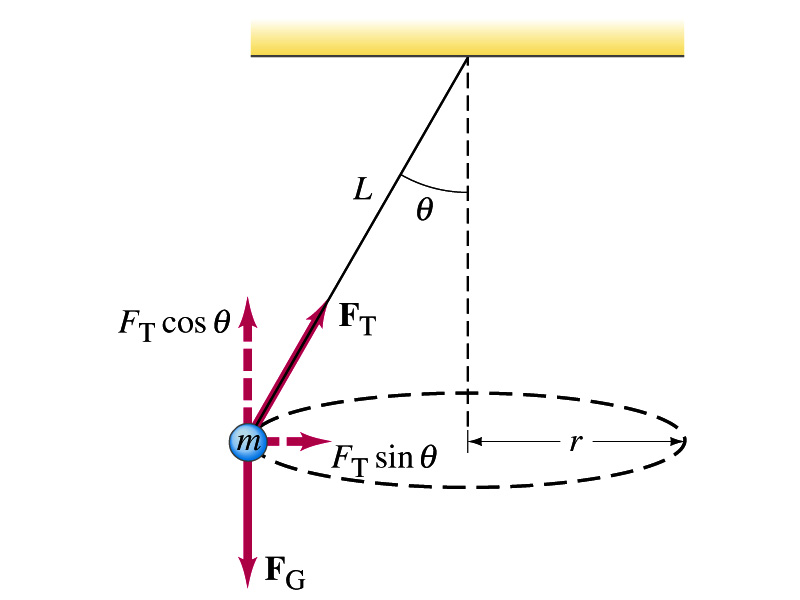 L
θ
F_T cos θ
F_T
m
F_T sin θ
r
F_G